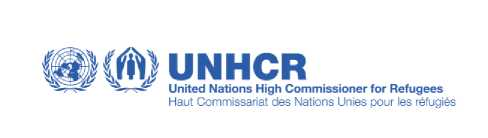 UNHCR
United Nations High Commissioner for Refugees
Haut Commissariat des Nations Unies pour les réfugiés